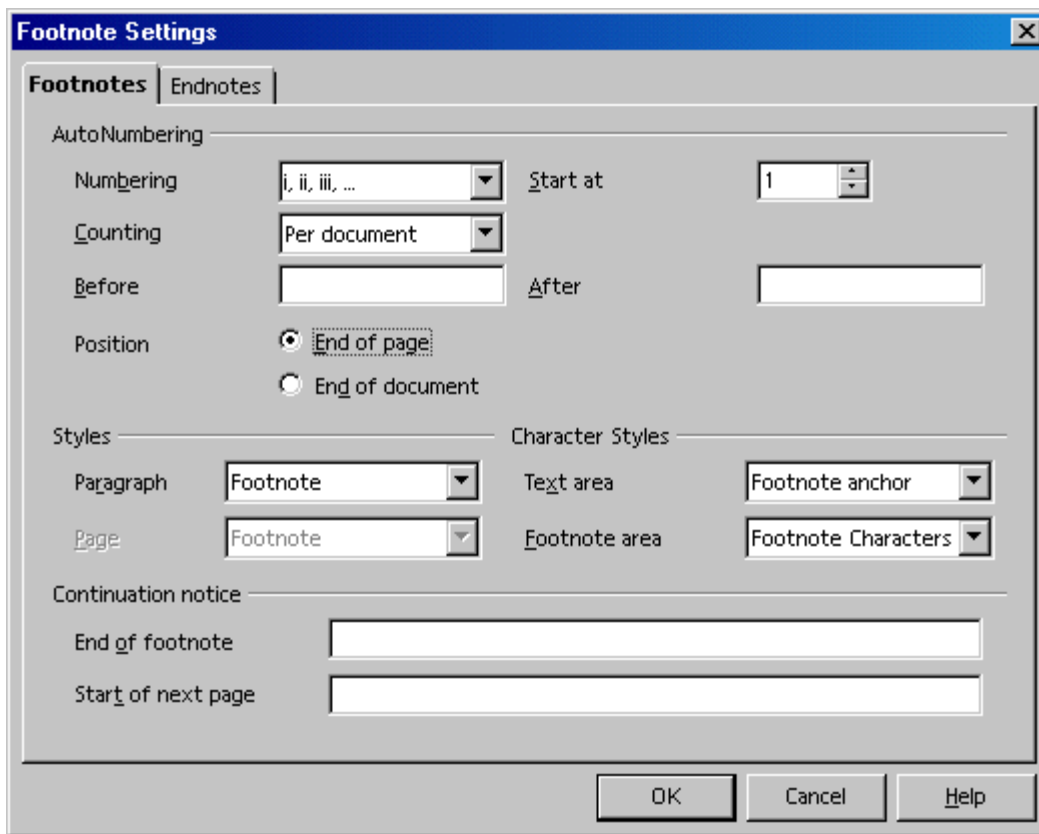 Footnote Settings
Footnotes Endnotes
AutoNumbering
Numbering i, ii, iii, ... Start at 1
Counting Per document
Before After
Position End of page
End of document
Styles Character Styles
Paragraph Footnote Text area Footnote anchor
Page Footnote Footnote area Footnote Characters
Continuation notice
End of footnote
Start of next page
OK Cancel Help